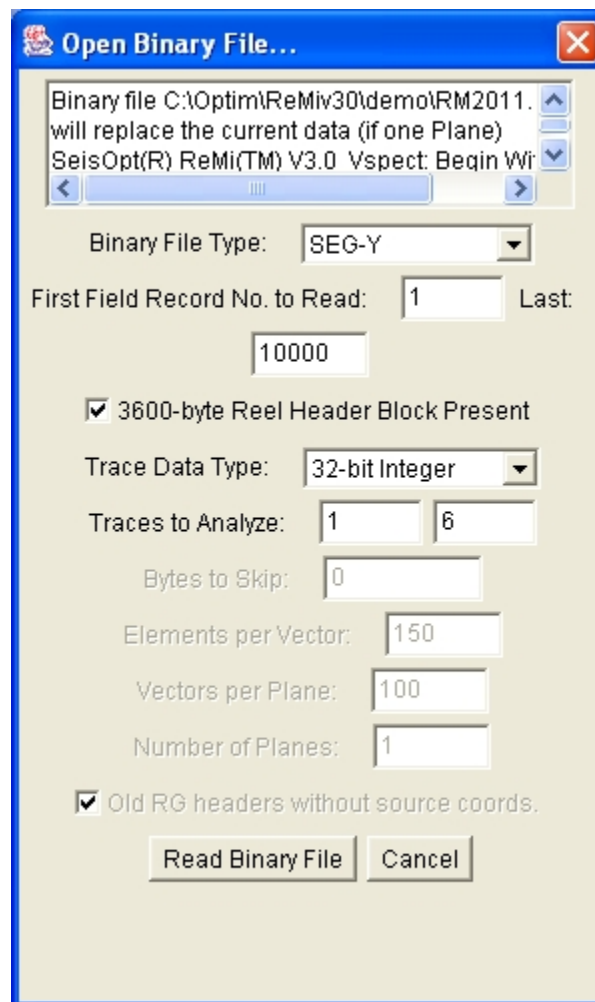 Open Binary File...
Binary file C:\Optim\ReMiv30\demo\RM2011.
will replace the current data (if one Plane)
SeisOpt(R) ReMi(TM) V3.0 Vspect: Begin Wi
Binary File Type: SEG-Y
First Field Record No. to Read: 1 Last:
10000
3600-byte Reel Header Block Present
Trace Data Type: 32-bit Integer
Traces to Analyze: 1 6
Bytes to Skip: 0
Elements per Vector: 150
Vectors per Plane: 100
Number of Planes: 1
Old RG headers without source coords.
Read Binary File Cancel